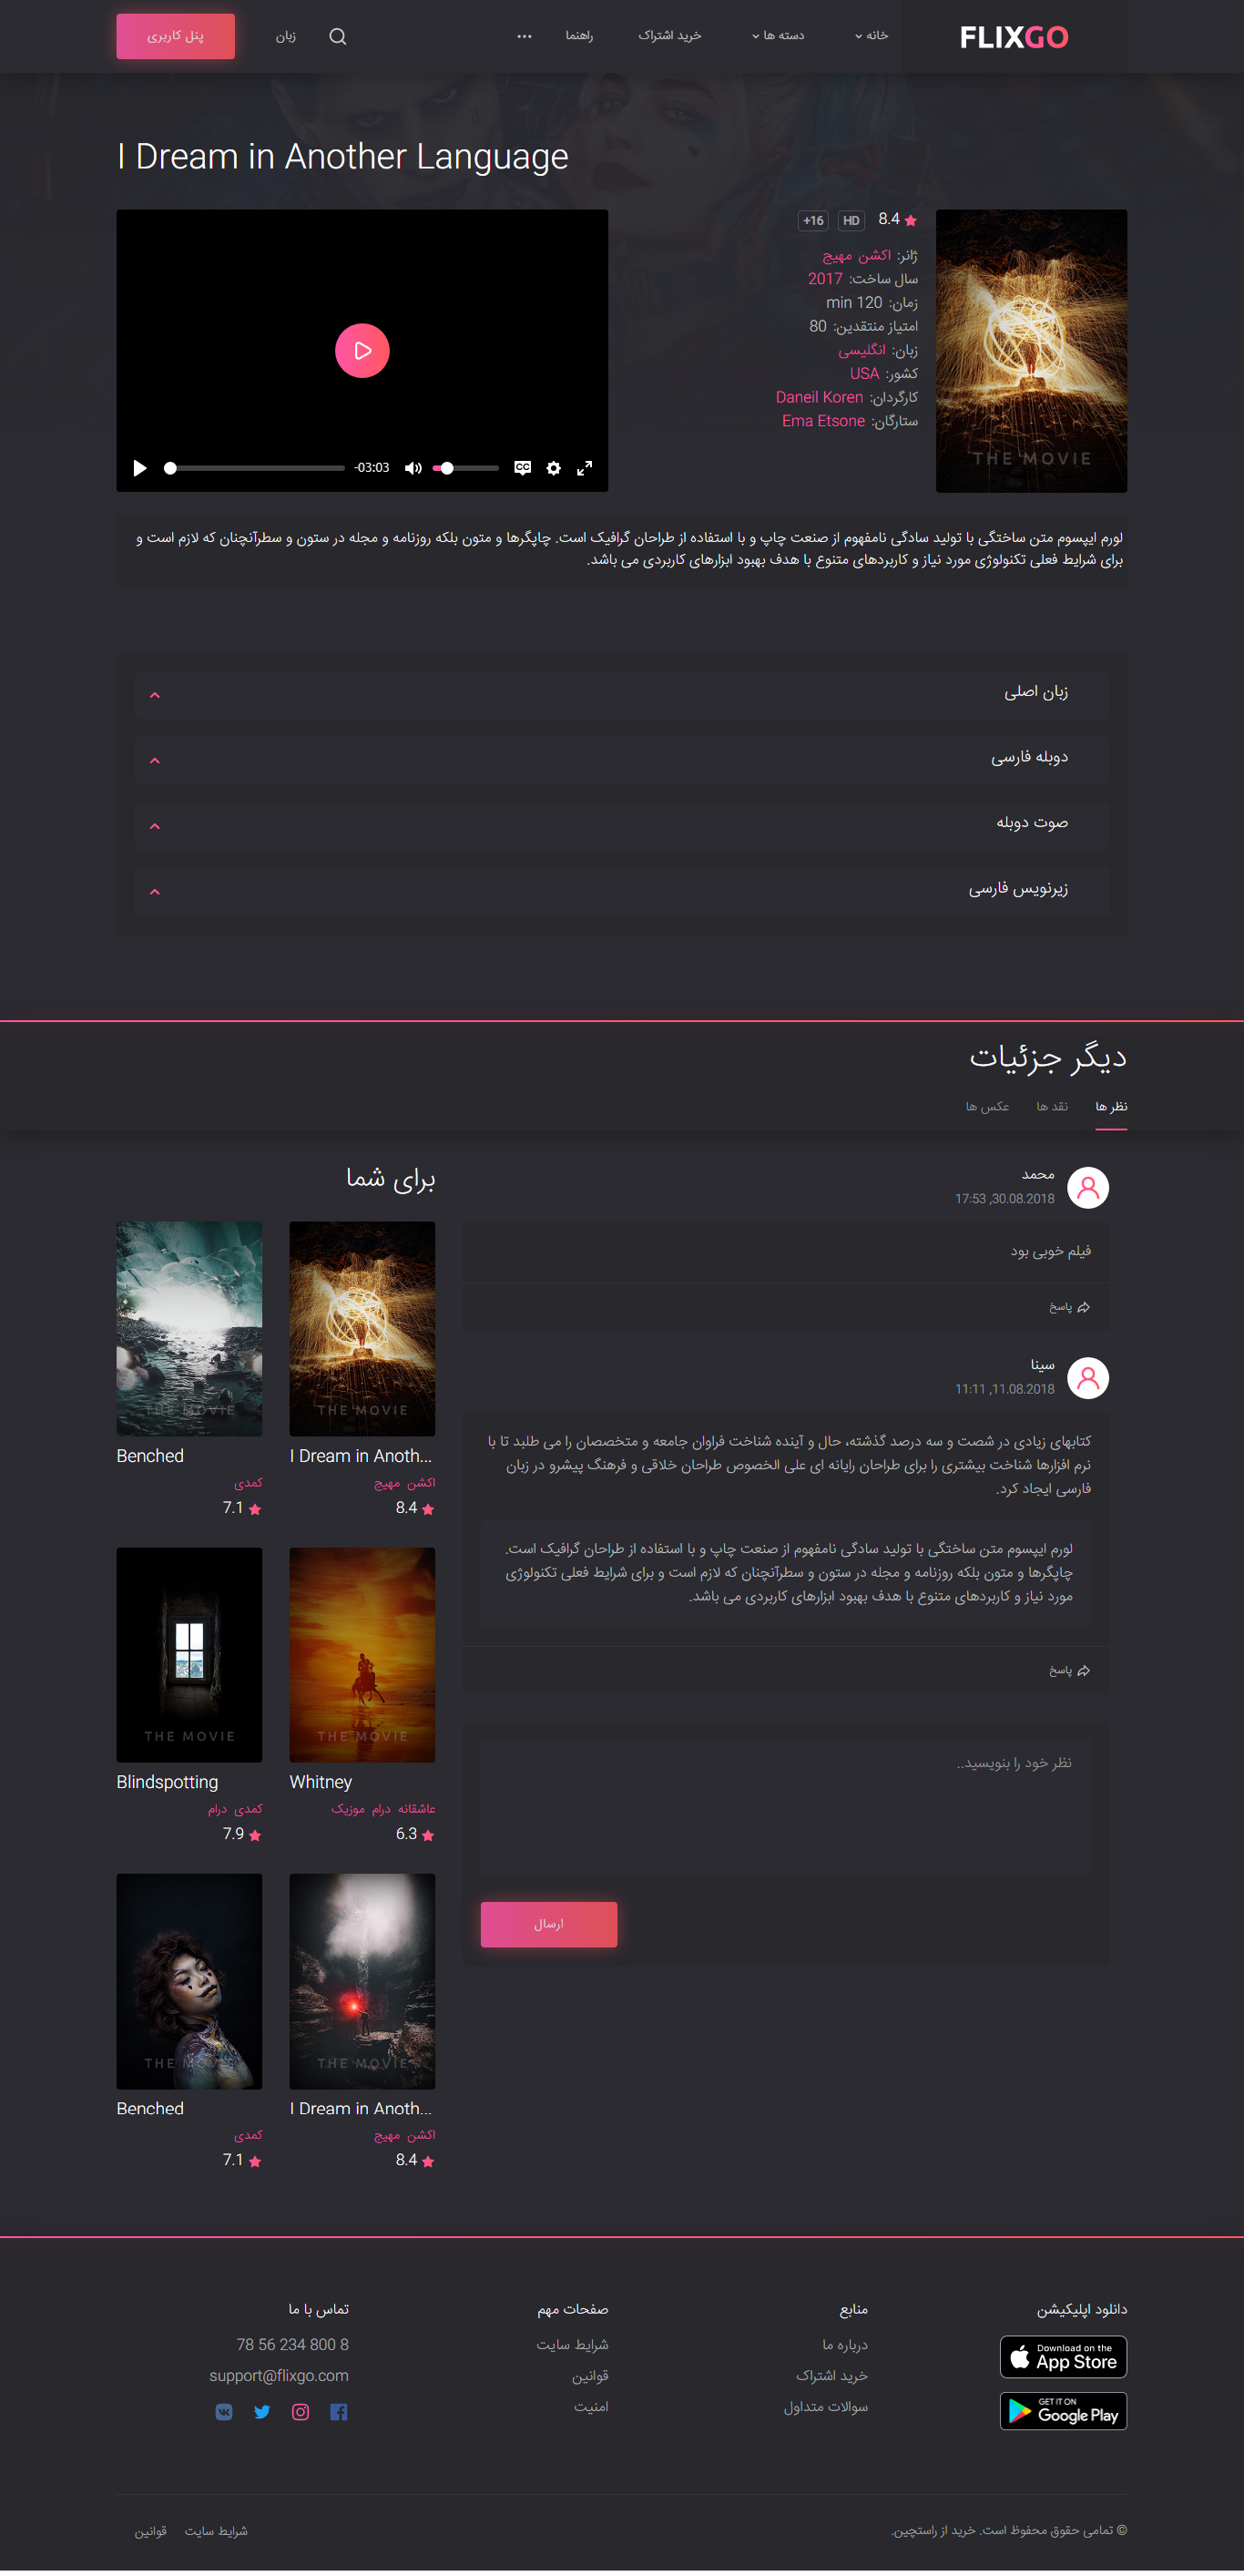 FLIXGO
خانه
دسته ها
خرید اشتراک
راهنما
زبان
پنل کاربری
I Dream in Another Language
8.4 HD 16+
ژانر: اکشن مهیج
سال ساخت: 2017
زمان: 120 min
امتیاز منتقدین: 80
زبان: انگلیسی
کشور: USA
کارگردان: Daneil Koren
ستارگان: Ema Etsone
THE MOVIE
-03:03
CC
لورم ایپسوم متن ساختگی با تولید سادگی نامفهوم از صنعت چاپ و با استفاده از طراحان گرافیک است. چاپگرها و متون بلکه روزنامه و مجله در ستون و سطرآنچنان که لازم است و
برای شرایط فعلی تکنولوژی مورد نیاز و کاربردهای متنوع با هدف بهبود ابزارهای کاربردی می باشد.
زبان اصلی
دوبله فارسی
صوت دوبله
زیرنویس فارسی
دیگر جزئیات
نظر ها
نقد ها
عکس ها
محمد
30.08.2018, 17:53
فیلم خوبی بود
پاسخ
سینا
11.08.2018, 11:11
کتابهای زیادی در شصت و سه درصد گذشته، حال و آینده شناخت فراوان جامعه و متخصصان را می طلبد تا با
نرم افزارها شناخت بیشتری را برای طراحان رایانه ای علی الخصوص طراحان خلاقی و فرهنگ پیشرو در زبان
فارسی ایجاد کرد.
لورم ایپسوم متن ساختگی با تولید سادگی نامفهوم از صنعت چاپ و با استفاده از طراحان گرافیک است.
چاپگرها و متون بلکه روزنامه و مجله در ستون و سطرآنچنان که لازم است و برای شرایط فعلی تکنولوژی
مورد نیاز و کاربردهای متنوع با هدف بهبود ابزارهای کاربردی می باشد.
پاسخ
نظر خود را بنویسید..
ارسال
برای شما
THE MOVIE
I Dream in Anoth...
اکشن مهیج
8.4
THE MOVIE
Benched
کمدی
7.1
THE MOVIE
Whitney
عاشقانه درام موزیک
6.3
THE MOVIE
Blindspotting
کمدی درام
7.9
THE MOVIE
I Dream in Anoth...
اکشن مهیج
8.4
THE MOVIE
Benched
کمدی
7.1
دانلود اپلیکیشن
Download on the
App Store
GET IT ON
Google Play
منابع
درباره ما
خرید اشتراک
سوالات متداول
صفحات مهم
شرایط سایت
قوانین
امنیت
تماس با ما
78 56 234 800 8
support@flixgo.com
© تمامی حقوق محفوظ است. خرید از راستچین.
شرایط سایت
قوانین